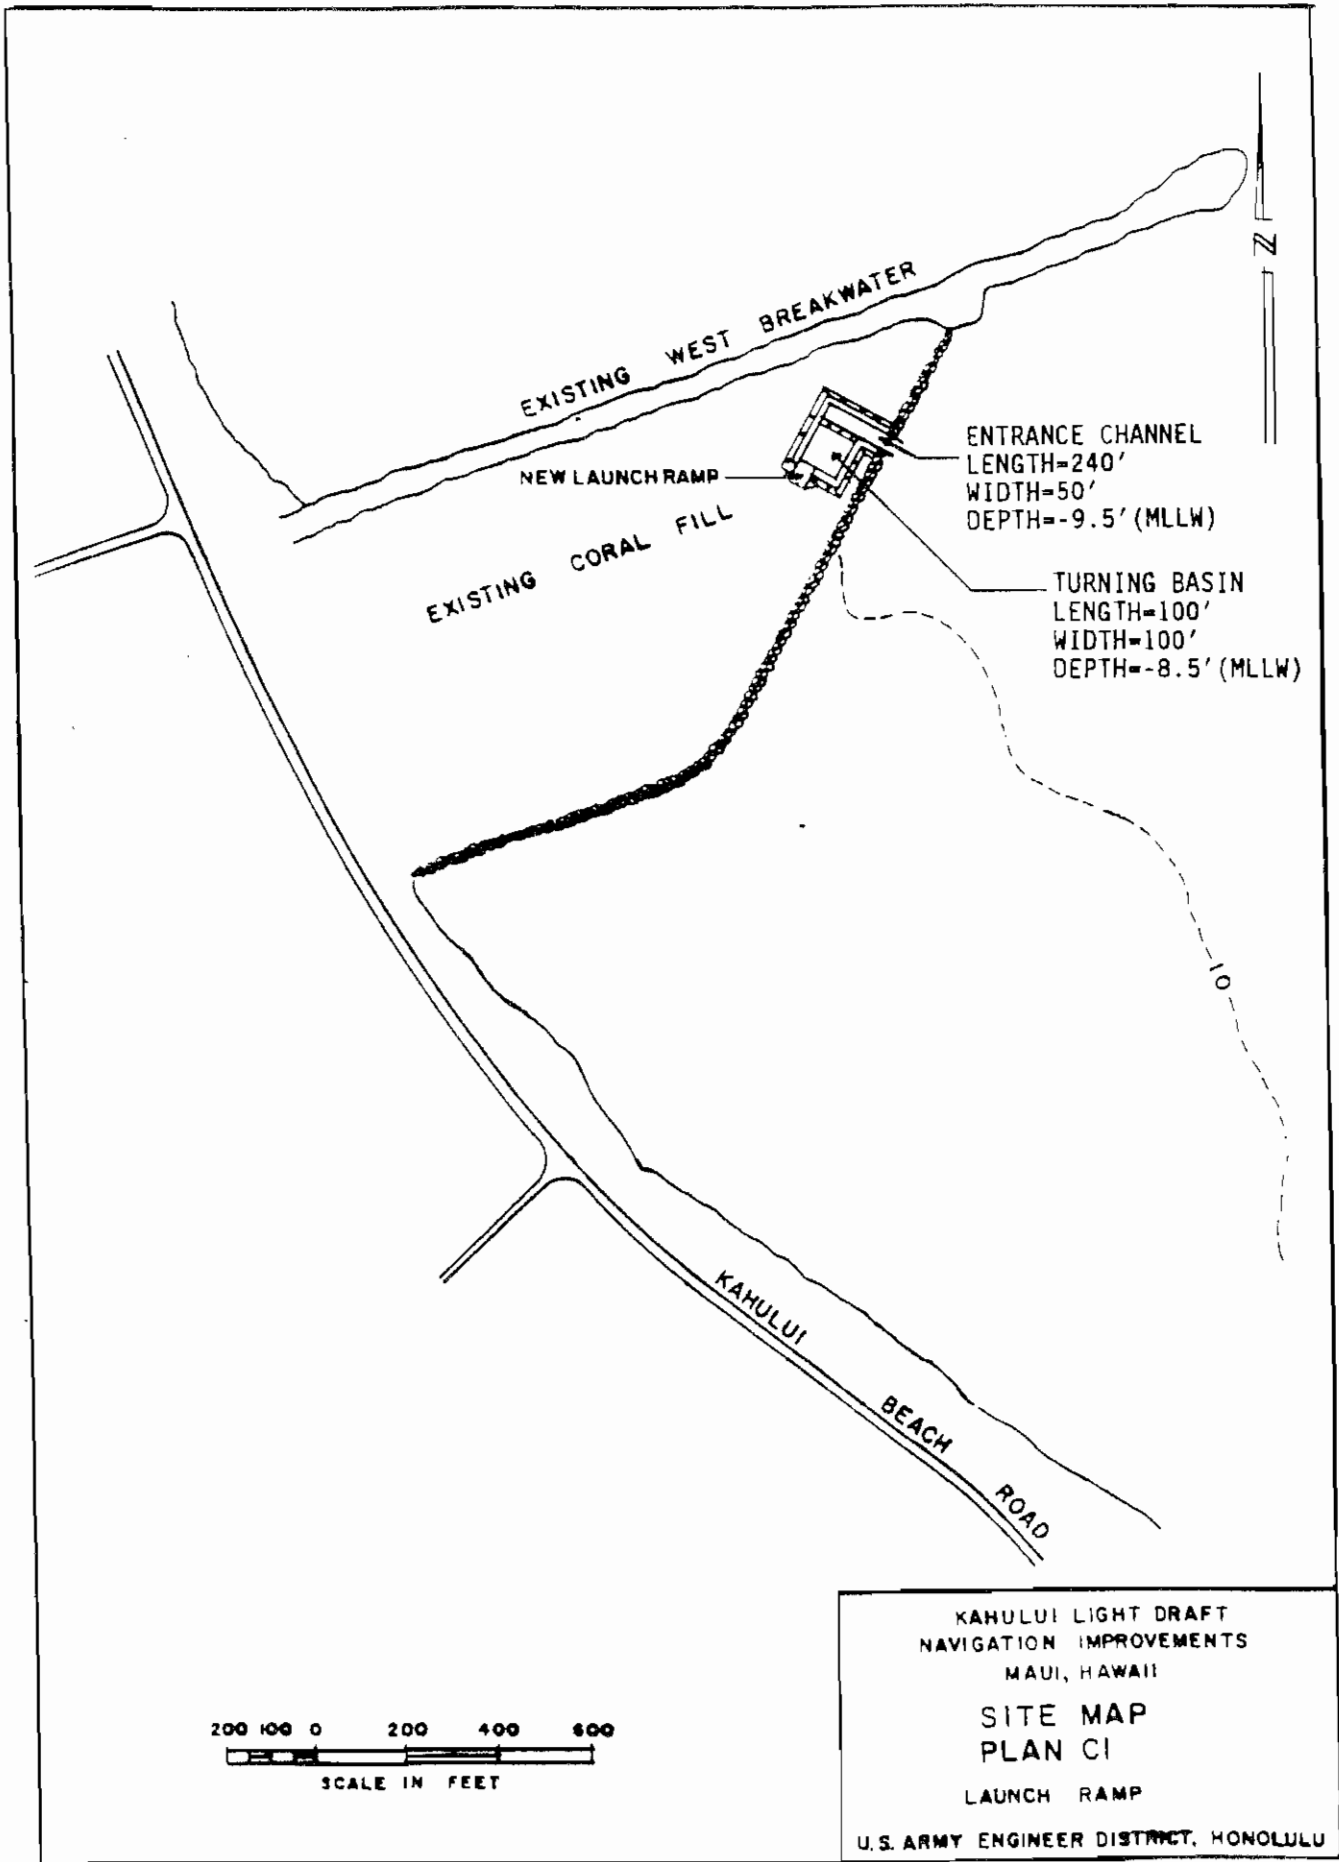 N
EXISTING WEST BREAKWATER
ENTRANCE CHANNEL
LENGTH=240'
WIDTH=50'
DEPTH=-9.5' (MLLW)
NEW LAUNCH RAMP
EXISTING CORAL FILL
TURNING BASIN
LENGTH=100'
WIDTH=100'
DEPTH=-8.5' (MLLW)
10
KAHULUI BEACH ROAD
KAHULUI LIGHT DRAFT
NAVIGATION IMPROVEMENTS
MAUI, HAWAII
SITE MAP
PLAN C1
LAUNCH RAMP
U.S. ARMY ENGINEER DISTRICT, HONOLULU
200 100 0 200 400 600
SCALE IN FEET